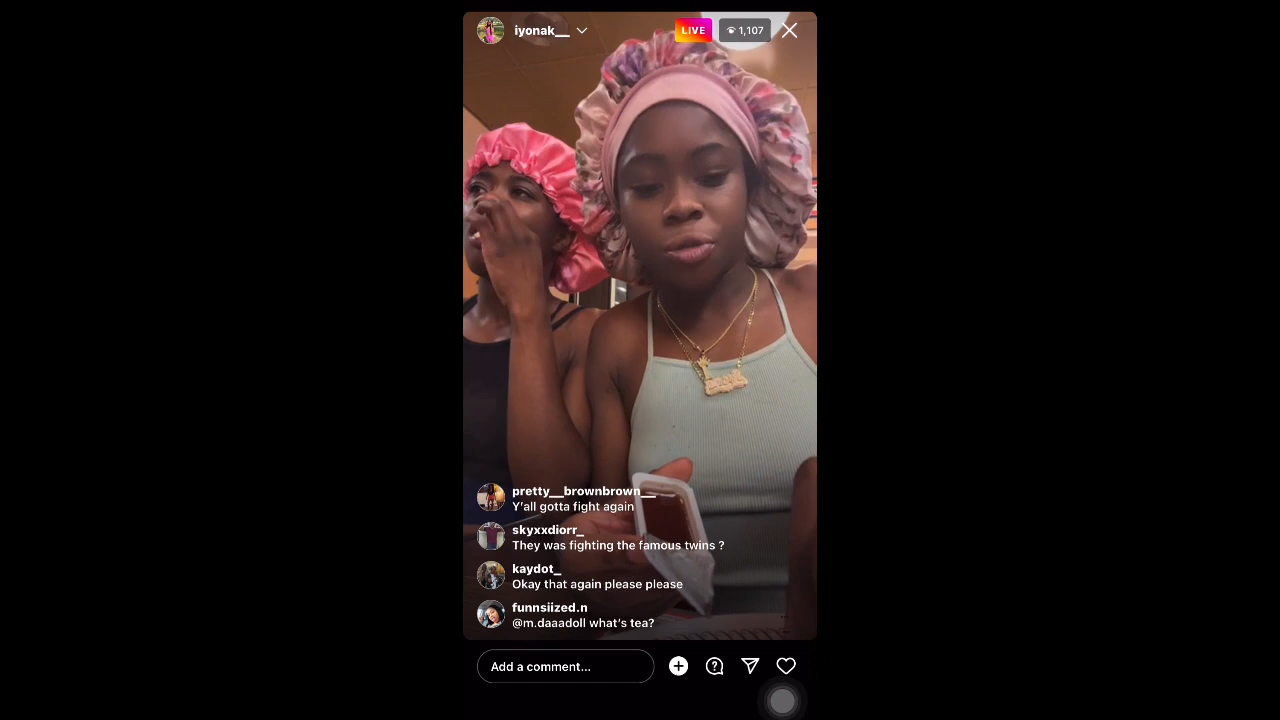 iyonak__
LIVE
1,107
pretty__brownbrown__
Y'all gotta fight again
skyxxdiorr_
They was fighting the famous twins ?
kaydot_
Okay that again please please
funnsiized.n
@m.daaadoll what's tea?
Add a comment...